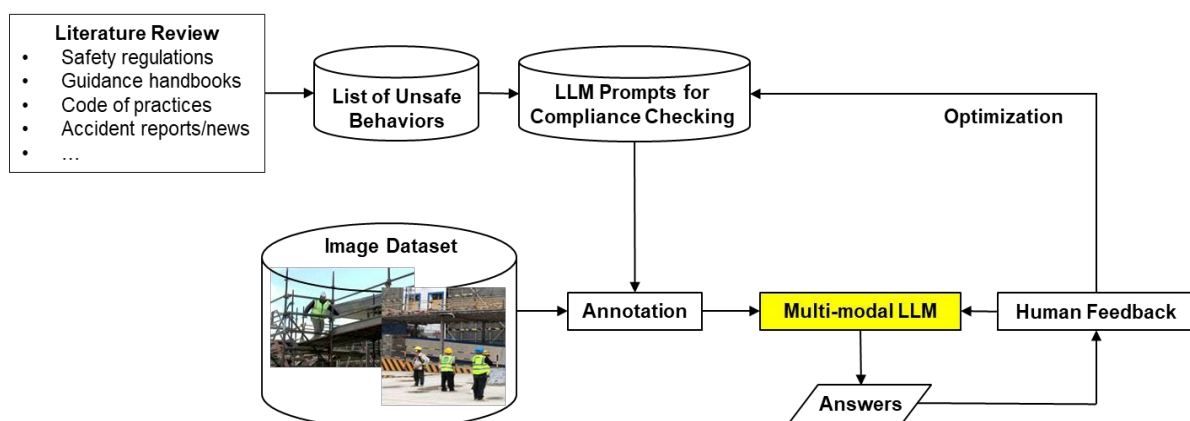 Literature Review
• Safety regulations
• Guidance handbooks
• Code of practices
• Accident reports/news
• …
List of Unsafe
Behaviors
LLM Prompts for
Compliance Checking
Optimization
Image Dataset
Annotation
Multi-modal LLM
Human Feedback
Answers